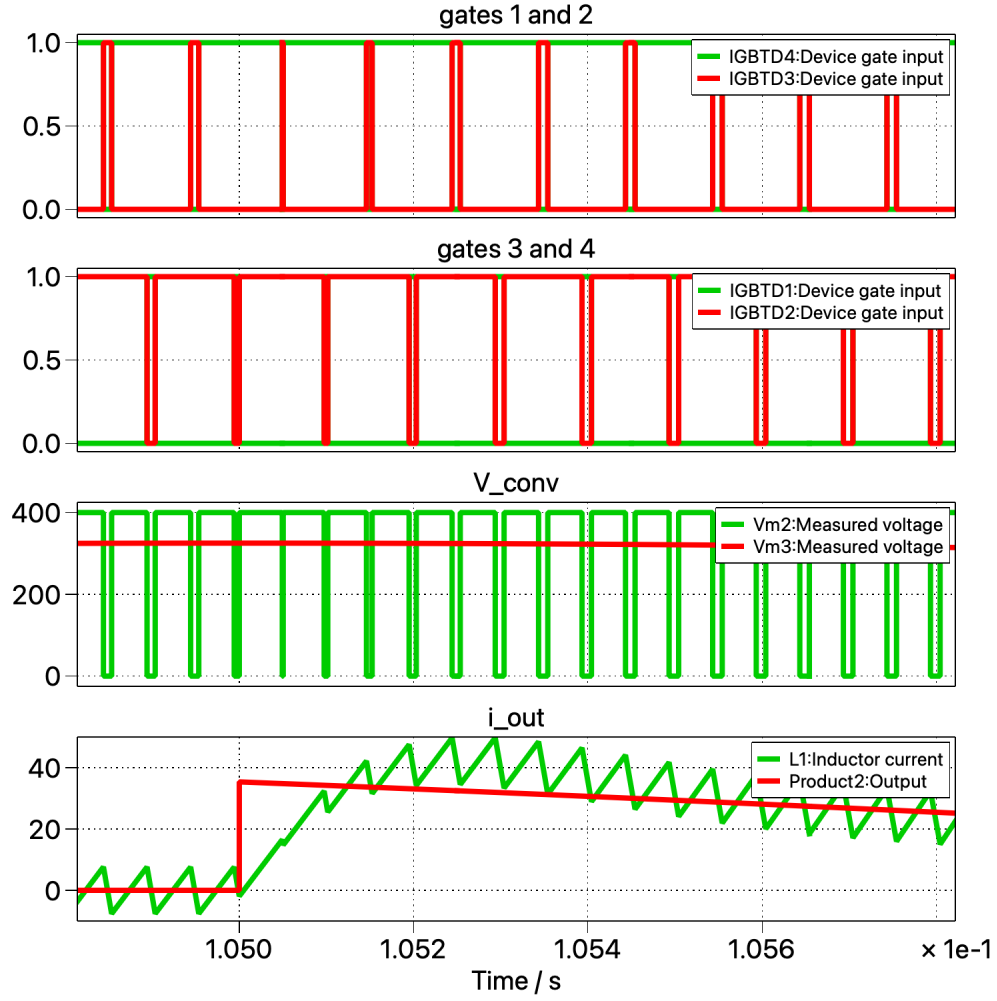 gates 1 and 2
1.0
0.5
0.0
IGBTD4:Device gate input
IGBTD3:Device gate input
gates 3 and 4
1.0
0.5
0.0
IGBTD1:Device gate input
IGBTD2:Device gate input
V_conv
400
200
0
Vm2:Measured voltage
Vm3:Measured voltage
i_out
40
20
0
L1:Inductor current
Product2:Output
1.050 1.052 1.054 1.056 × 1e-1
Time / s